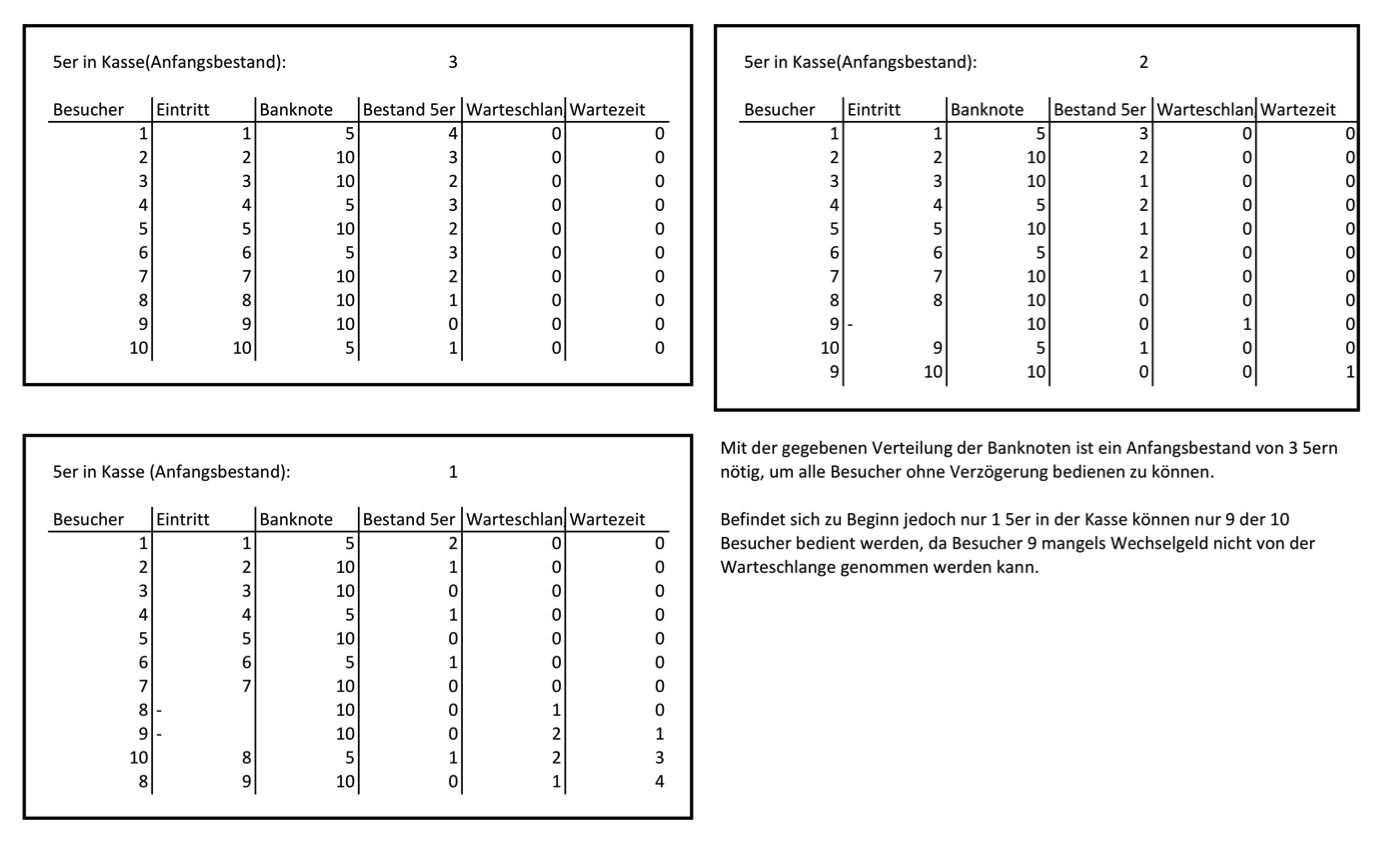 5er in Kasse(Anfangsbestand): 3
Besucher Eintritt Banknote Bestand 5er Warteschlan Wartezeit
1 1 5 4 0 0
2 2 10 3 0 0
3 3 10 2 0 0
4 4 5 3 0 0
5 5 10 2 0 0
6 6 5 3 0 0
7 7 10 2 0 0
8 8 10 1 0 0
9 9 10 0 0 0
10 10 5 1 0 0
5er in Kasse(Anfangsbestand): 2
Besucher Eintritt Banknote Bestand 5er Warteschlan Wartezeit
1 1 5 3 0 0
2 2 10 2 0 0
3 3 10 1 0 0
4 4 5 2 0 0
5 5 10 1 0 0
6 6 5 2 0 0
7 7 10 1 0 0
8 8 10 0 0 0
9 - 10 0 1 0
10 9 5 1 0 0
9 10 10 0 0 1
5er in Kasse (Anfangsbestand): 1
Besucher Eintritt Banknote Bestand 5er Warteschlan Wartezeit
1 1 5 2 0 0
2 2 10 1 0 0
3 3 10 0 0 0
4 4 5 1 0 0
5 5 10 0 0 0
6 6 5 1 0 0
7 7 10 0 0 0
8 - 10 0 1 0
9 - 10 0 2 1
10 8 5 1 2 3
8 9 10 0 1 4
Mit der gegebenen Verteilung der Banknoten ist ein Anfangsbestand von 3 5ern
nötig, um alle Besucher ohne Verzögerung bedienen zu können.
Befindet sich zu Beginn jedoch nur 1 5er in der Kasse können nur 9 der 10
Besucher bedient werden, da Besucher 9 mangels Wechselgeld nicht von der
Warteschlange genommen werden kann.